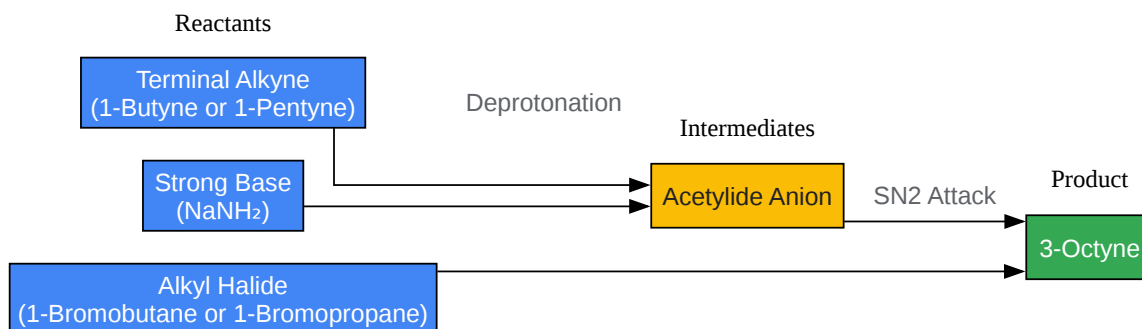 Reactants
Terminal Alkyne
(1-Butyne or 1-Pentyne)
Deprotonation
Intermediates
Strong Base
(NaNH₂)
Acetylide Anion
SN2 Attack
Product
3-Octyne
Alkyl Halide
(1-Bromobutane or 1-Bromopropane)